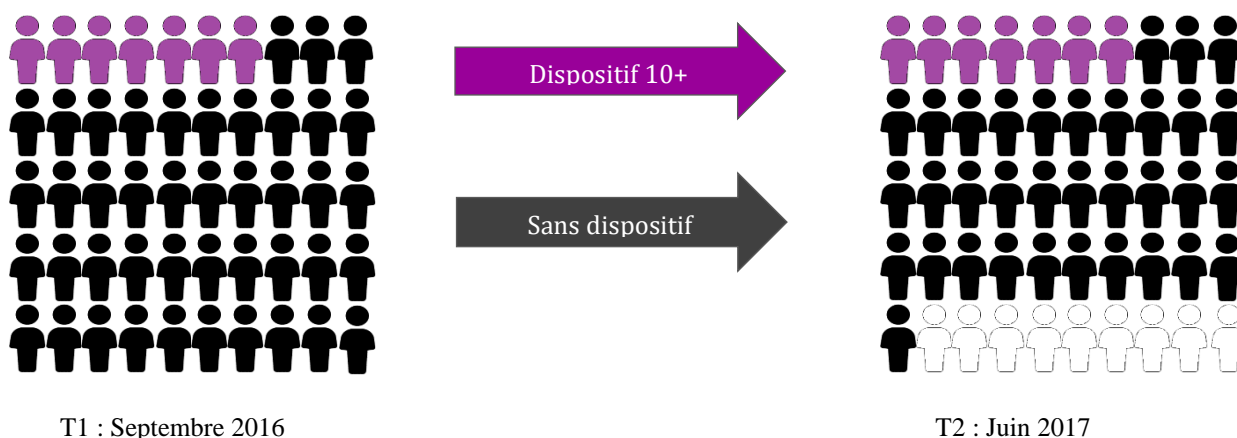 Dispositif 10+
Sans dispositif
T1 : Septembre 2016
T2 : Juin 2017